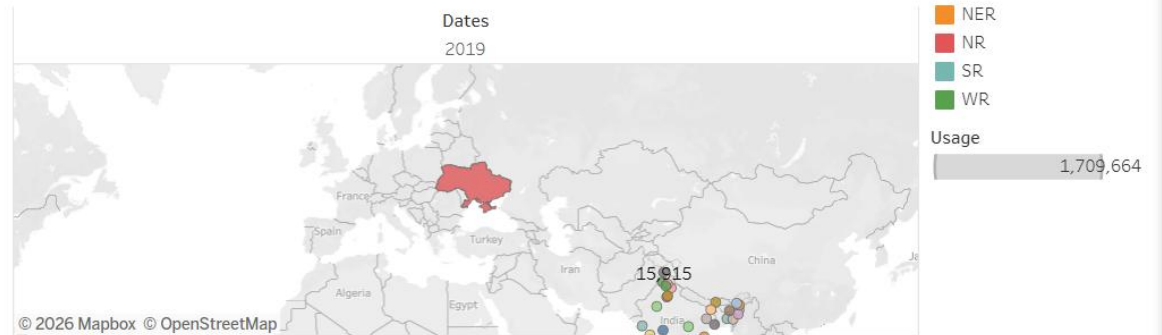 Dates
2019
NER
NR
SR
WR
Usage
1,709,664
France
Spain
Turkey
Algeria
Egypt
Iran
China
Ja
15,915
India
© 2026 Mapbox © OpenStreetMap